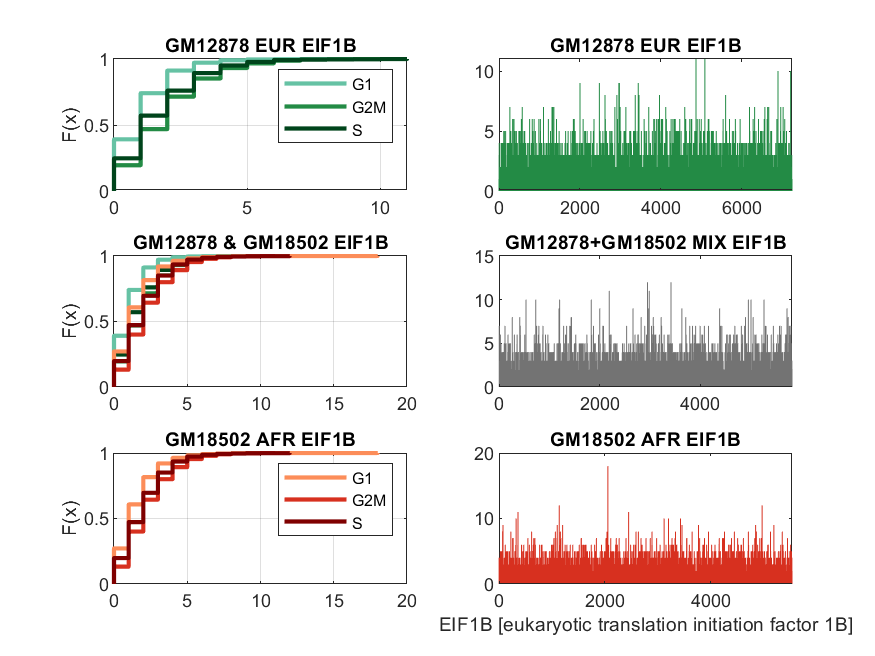 GM12878 EUR EIF1B
1
0.5
0
F(x)
0
5
10
G1
G2M
S
GM12878 EUR EIF1B
10
5
0
0
2000
4000
6000
GM12878 & GM18502 EIF1B
1
0.5
0
F(x)
0
5
10
15
20
GM12878+GM18502 MIX EIF1B
15
10
5
0
0
2000
4000
GM18502 AFR EIF1B
1
0.5
0
F(x)
0
5
10
15
20
G1
G2M
S
GM18502 AFR EIF1B
20
10
0
0
2000
4000
EIF1B [eukaryotic translation initiation factor 1B]